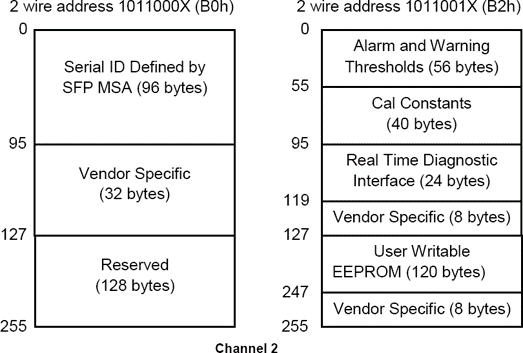 2 wire address 1011000X (B0h)
0
Serial ID Defined by
SFP MSA (96 bytes)
95
Vendor Specific
(32 bytes)
127
Reserved
(128 bytes)
255
2 wire address 1011001X (B2h)
0
Alarm and Warning
Thresholds (56 bytes)
55
Cal Constants
(40 bytes)
95
Real Time Diagnostic
Interface (24 bytes)
119
Vendor Specific (8 bytes)
127
User Writable
EEPROM (120 bytes)
247
Vendor Specific (8 bytes)
255
Channel 2